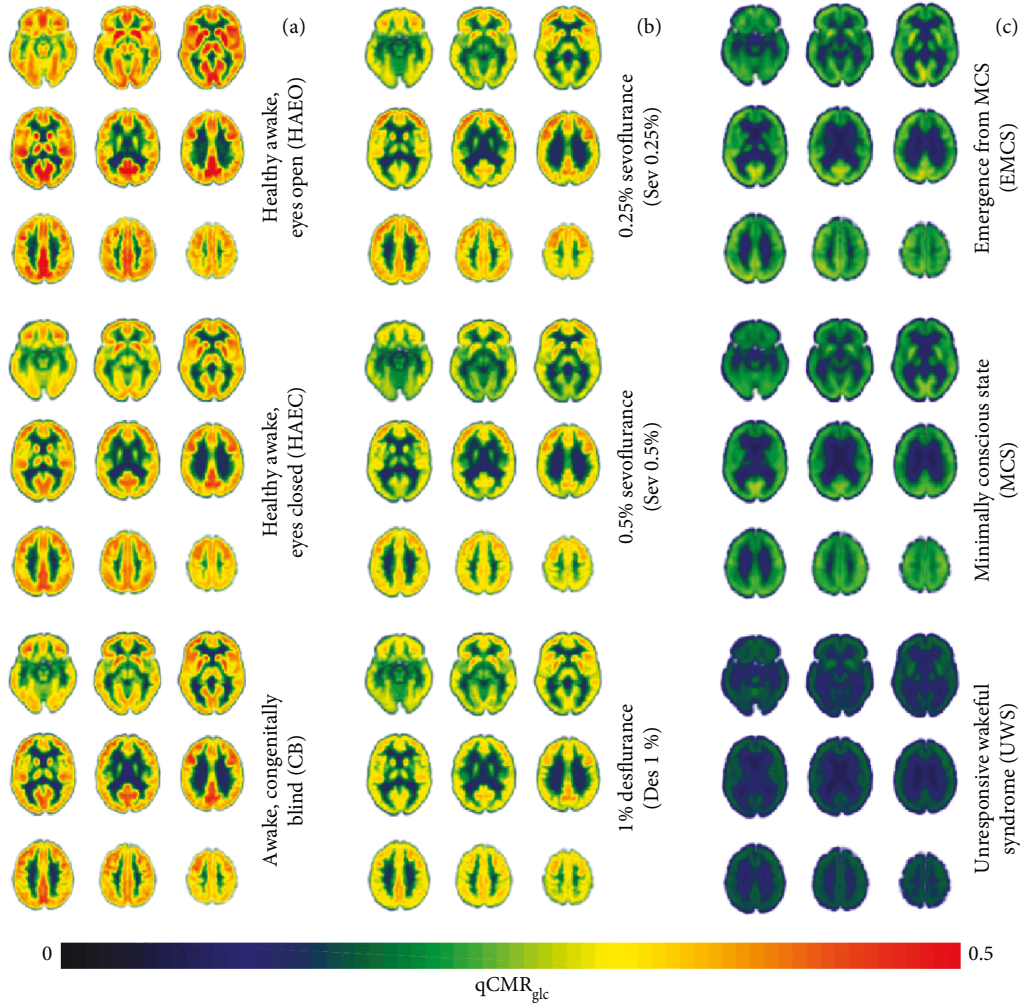 (a)
Healthy awake,
eyes open (HAEO)
Healthy awake,
eyes closed (HAEC)
Awake, congenitally
blind (CB)
(b)
0.25% sevoflurance
(Sev 0.25%)
0.5% sevoflurance
(Sev 0.5%)
1% desflurance
(Des 1 %)
(c)
Emergence from MCS
(EMCS)
Minimally conscious state
(MCS)
Unresponsive wakeful
syndrome (UWS)
0
0.5
qCMR_glc